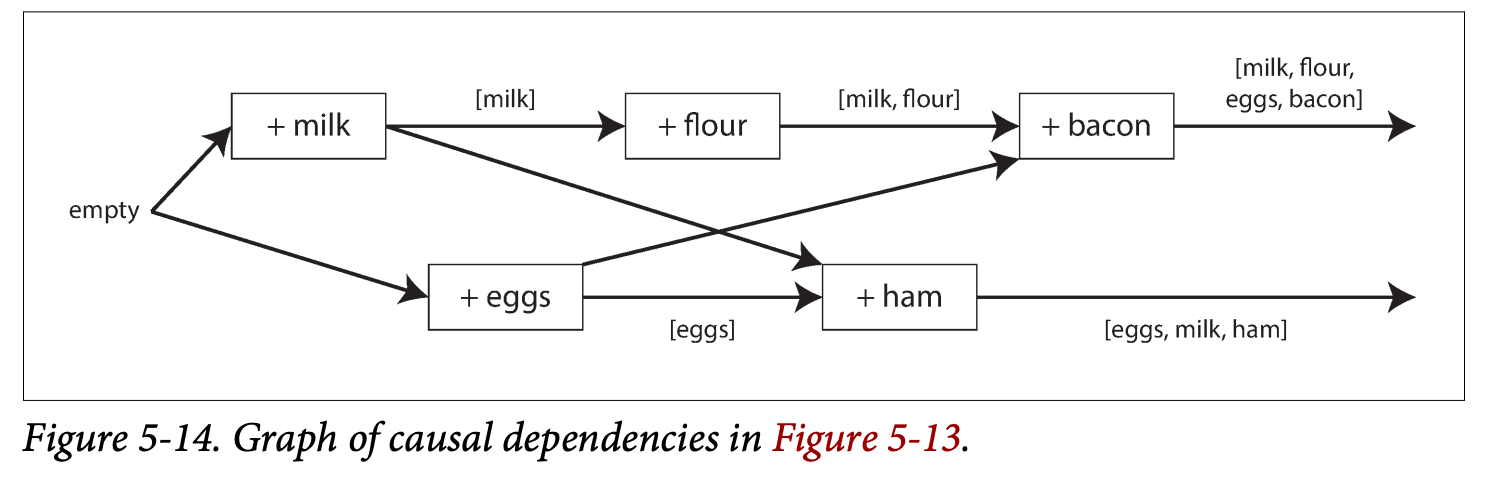 [milk, flour,
eggs, bacon]
[milk]
[milk, flour]
+ milk
+ flour
+ bacon
empty
+ eggs
+ ham
[eggs]
[eggs, milk, ham]
Figure 5-14. Graph of causal dependencies in Figure 5-13.